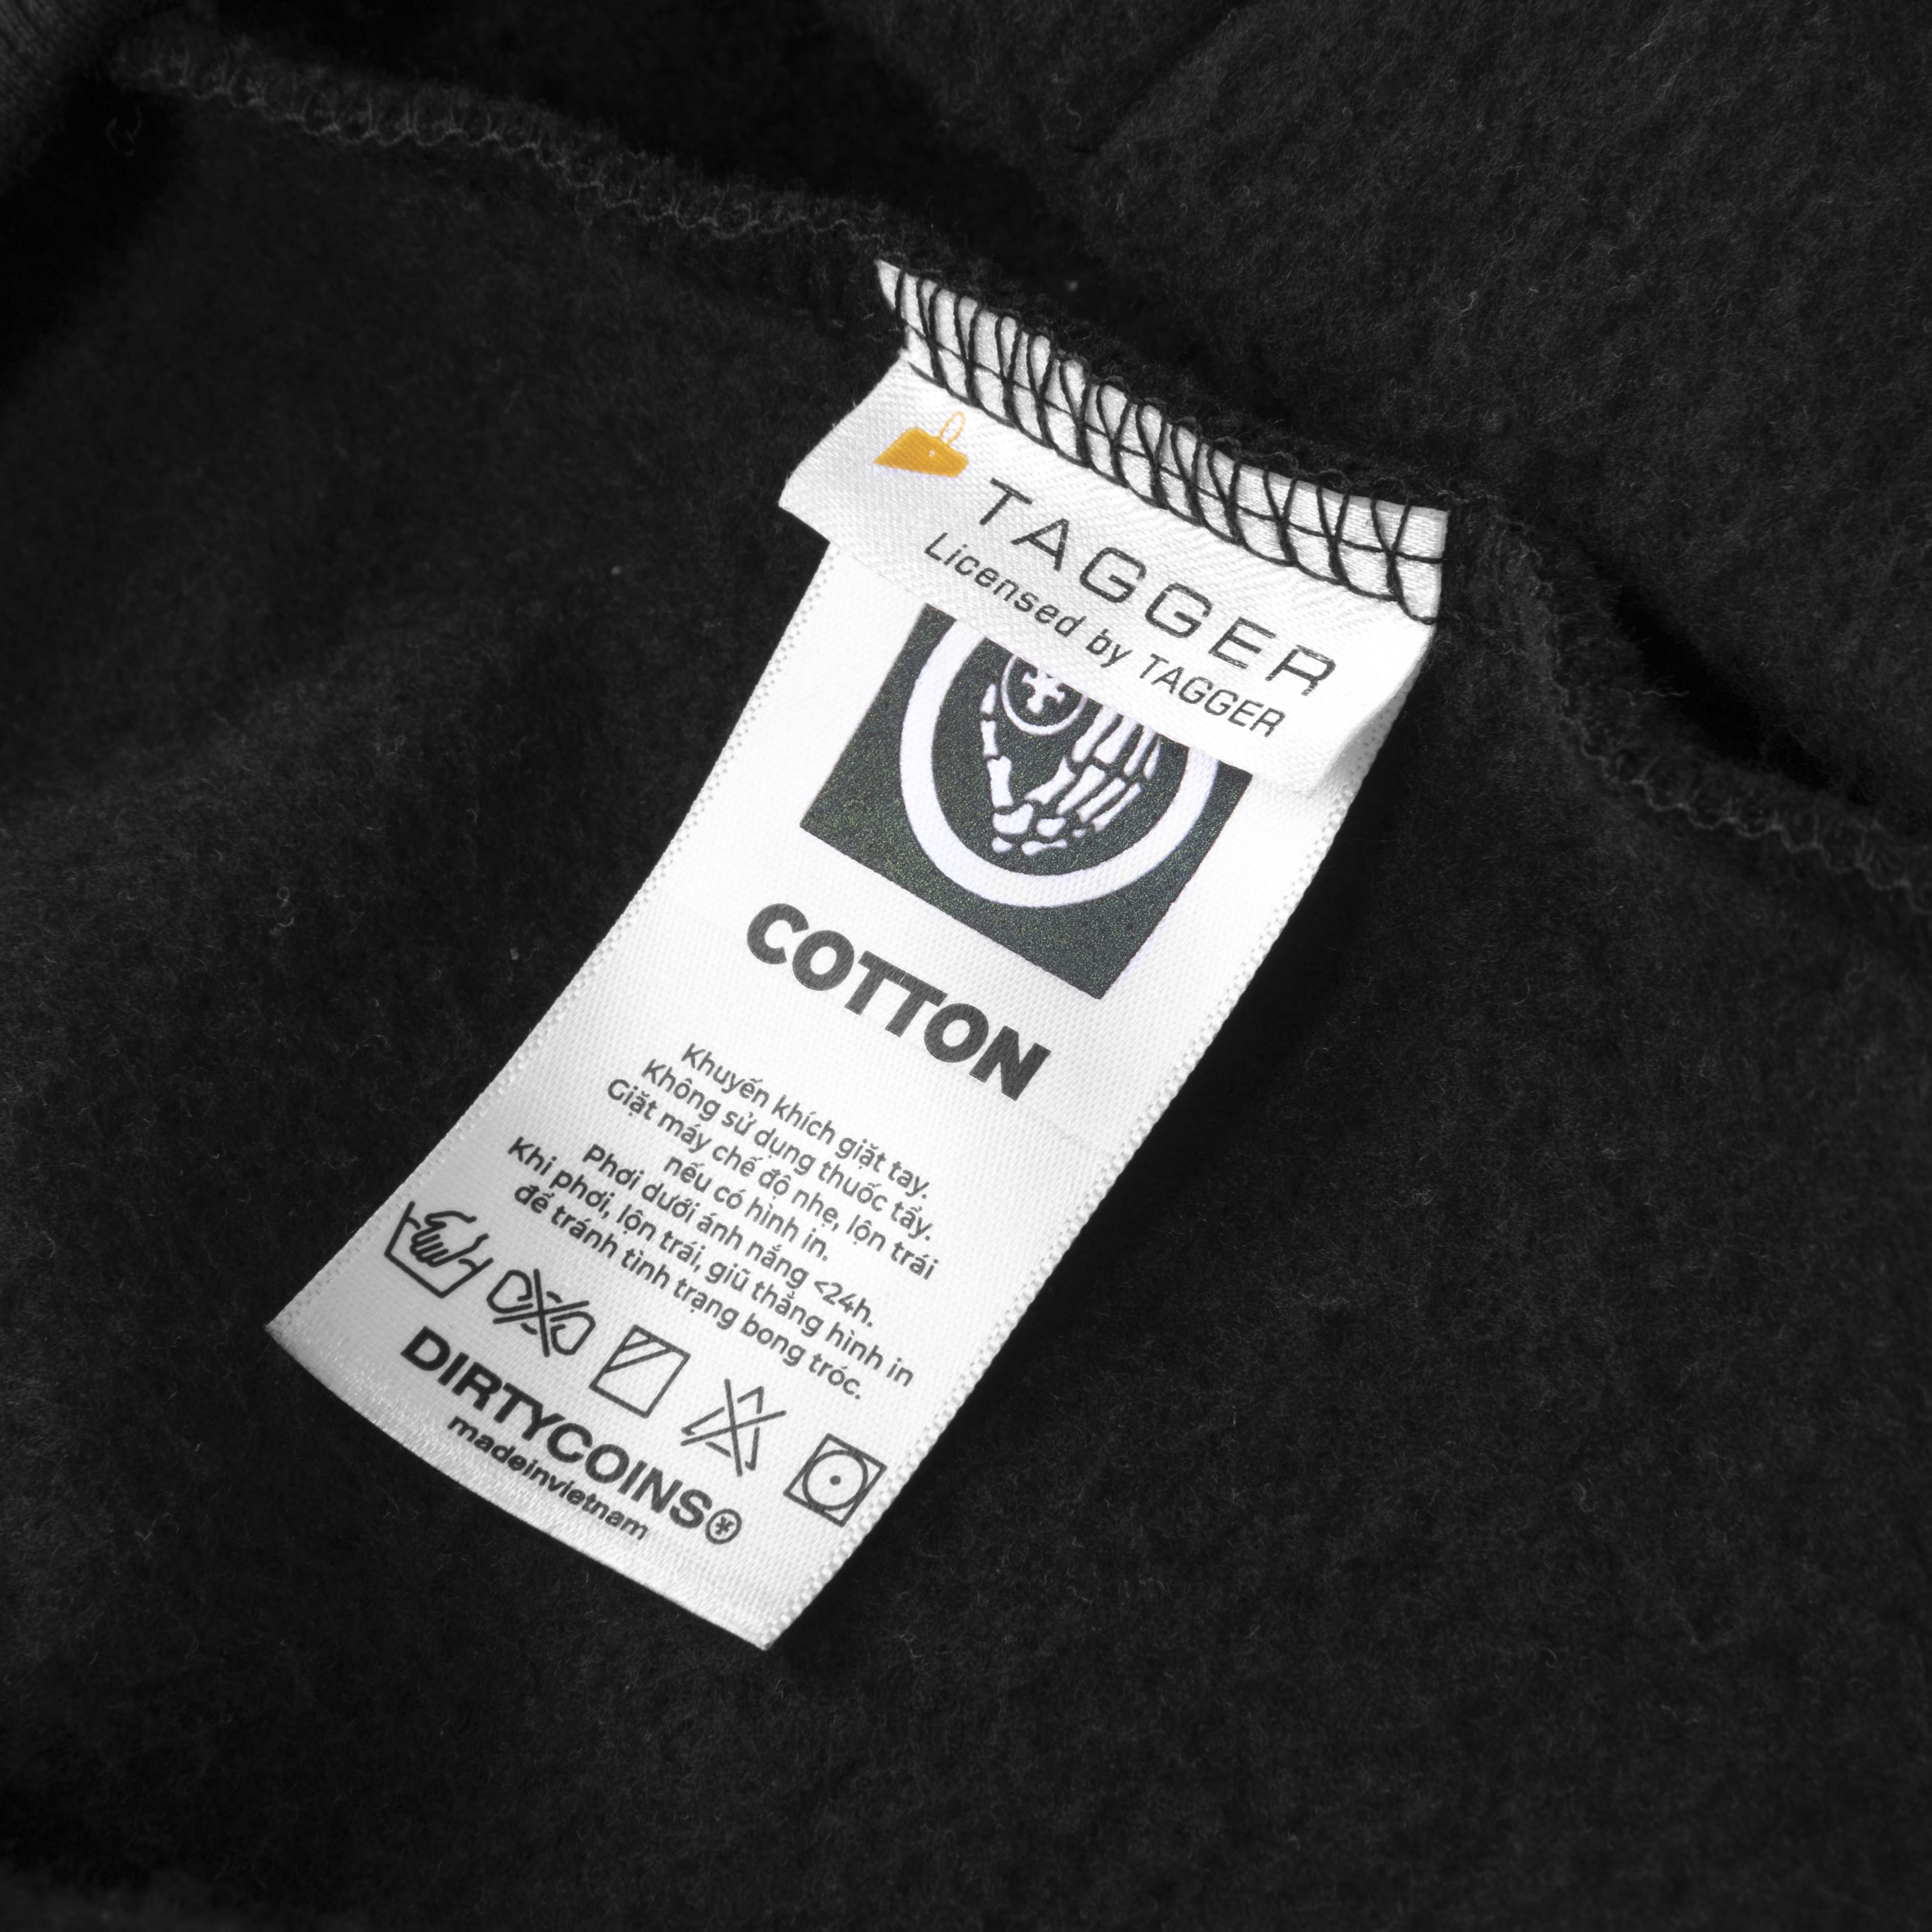 TAGGER
Licensed by TAGGER
COTTON
Khuyến khích giặt tay.
Không sử dụng thuốc tẩy.
Giặt máy chế độ nhẹ, lộn trái
nếu có hình in.
Phơi dưới ánh nắng <24h.
Khi phơi, lộn trái, giũ thẳng hình in
để tránh tình trạng bong tróc.
DIRTYCOINS
madeinvietnam